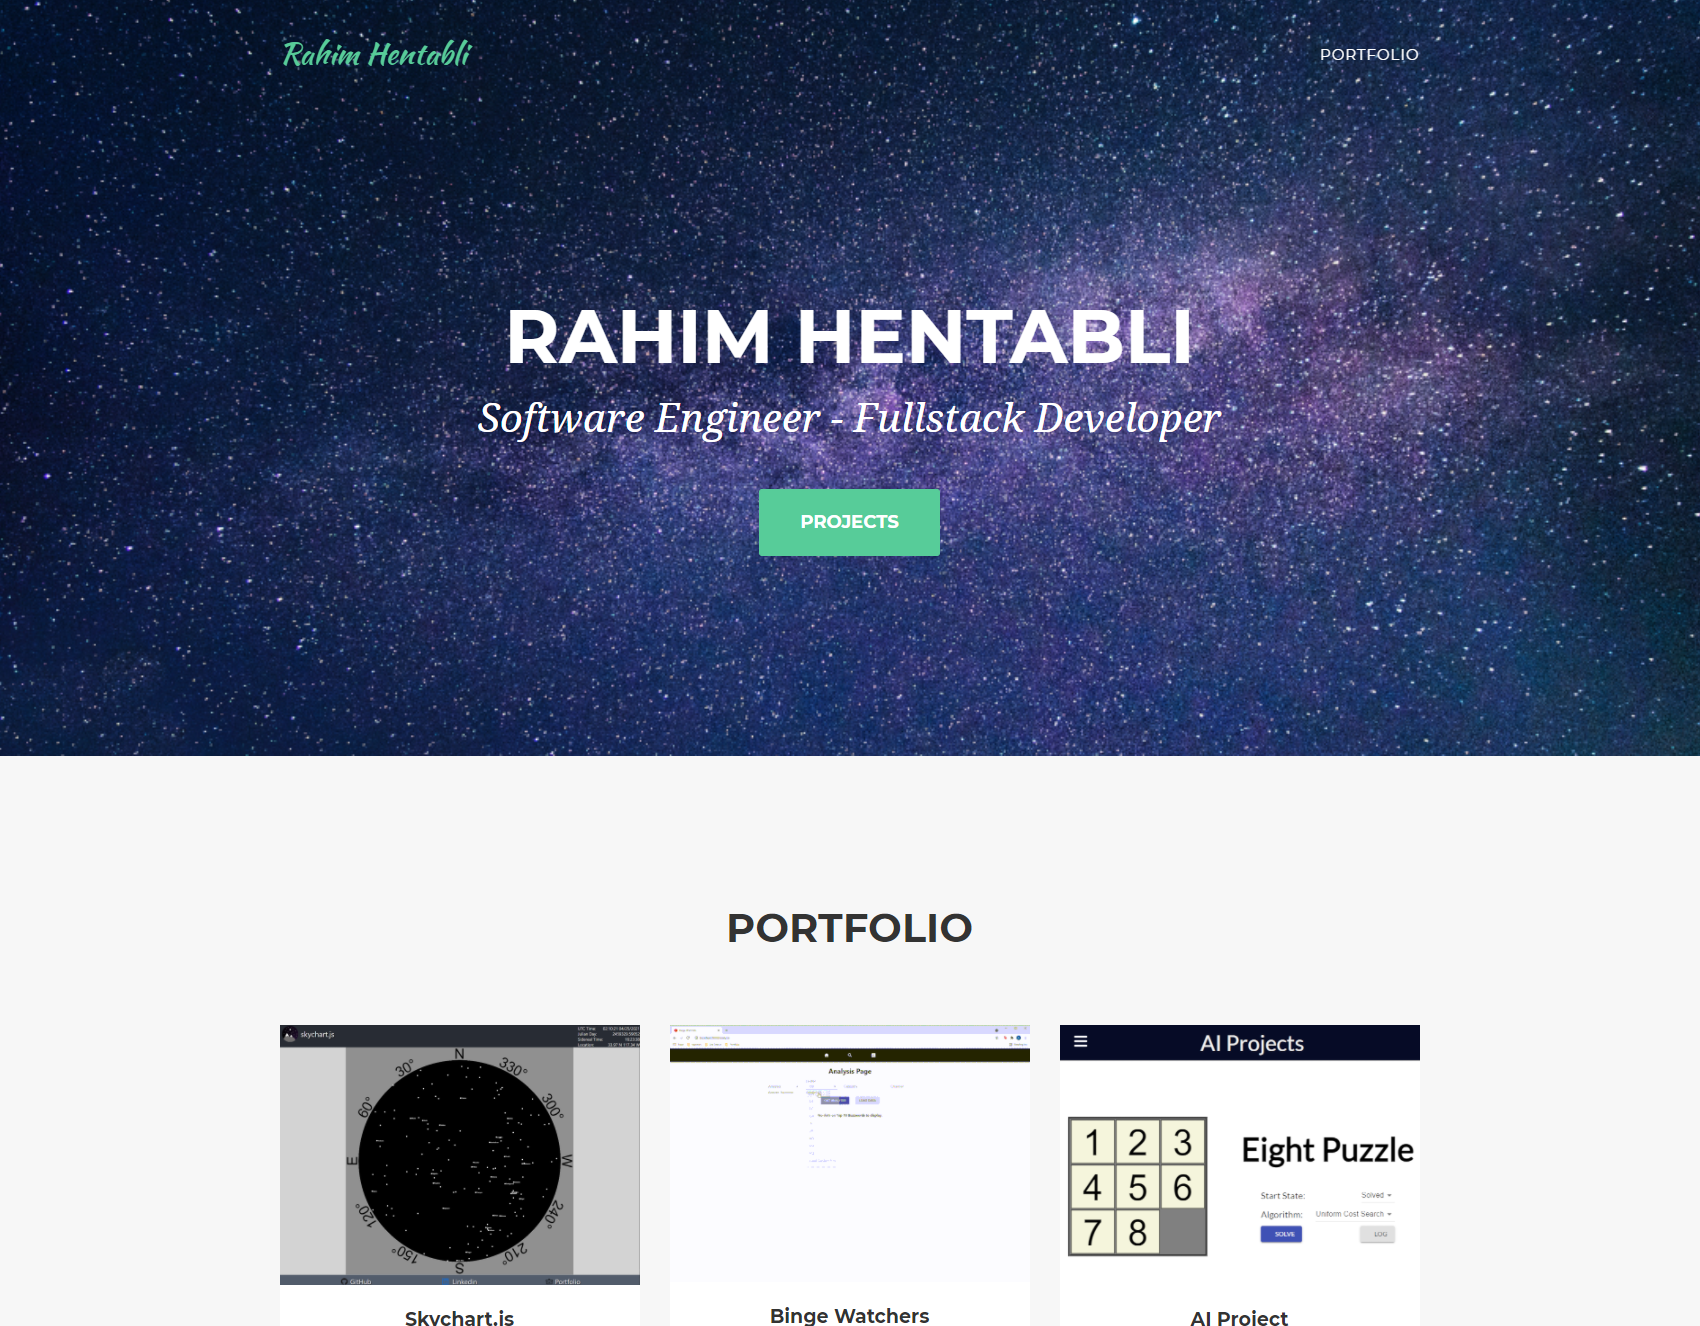 Rahim Hentabli
PORTFOLIO
RAHIM HENTABLI
Software Engineer - Fullstack Developer
PROJECTS
PORTFOLIO
skychart.js
N
330°
300°
W
240°
210°
S
150°
120°
E
60°
30°
GitHub
Linkedin
Portfolio
Skychart.js
Analysis Page
Binge Watchers
AI Projects
1 2 3
4 5 6
7 8
Eight Puzzle
Start State: Solved
Algorithm: Uniform Cost Search
SOLVE LOG
AI Project